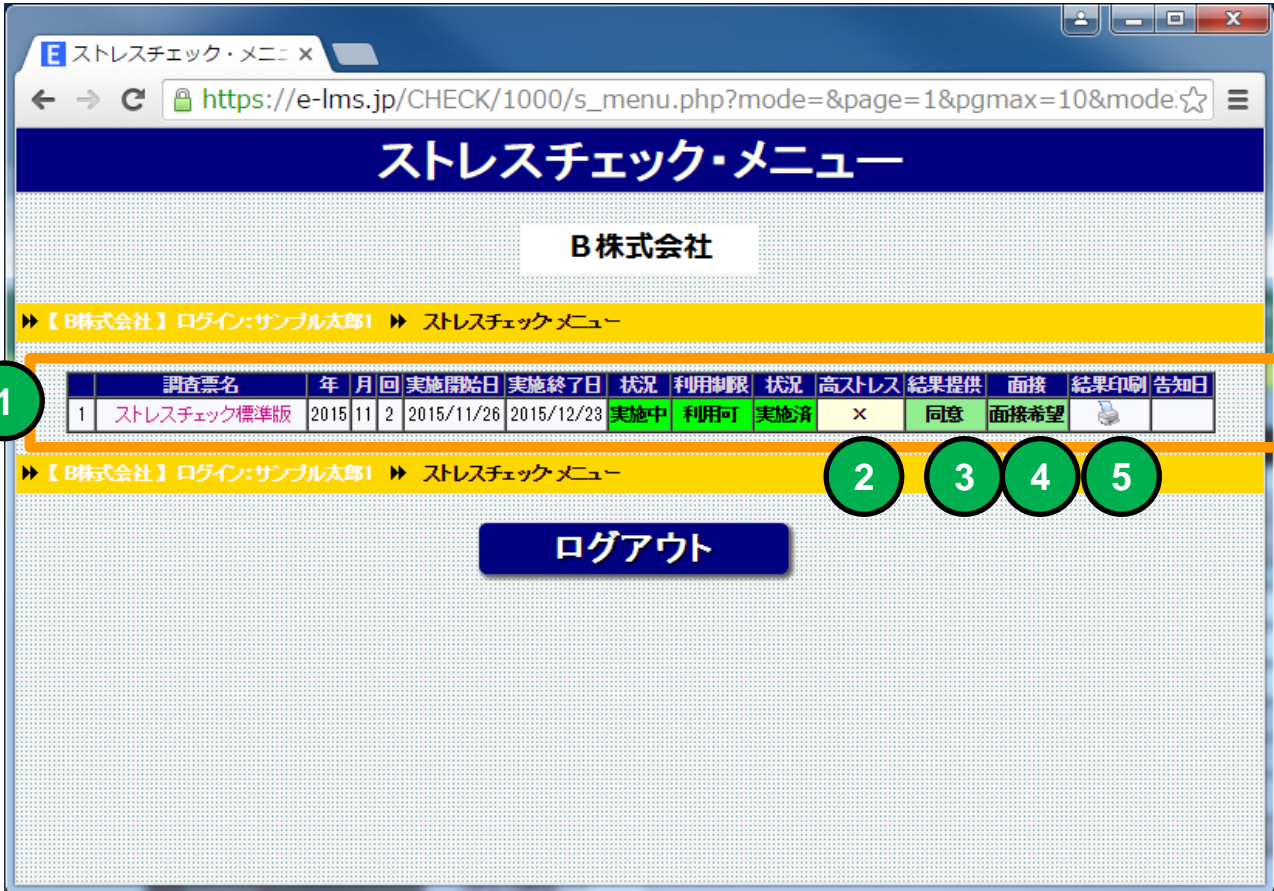 E ストレスチェック・メニ
https://e-lms.jp/CHECK/1000/s_menu.php?mode=&page=1&pgmax=10&mode
ストレスチェック・メニュー
B株式会社
【 B株式会社 】 ログイン:サンプル太郎1 ストレスチェック・メニュー
調査票名 年 月 回 実施開始日 実施終了日 状況 利用制限 状況 高ストレス 結果提供 面接 結果印刷 告知日
1
1 ストレスチェック標準版 2015 11 2 2015/11/26 2015/12/23 実施中 利用可 実施済 × 同意 面接希望
【 B株式会社 】 ログイン:サンプル太郎1 ストレスチェック・メニュー
2 3 4 5
ログアウト